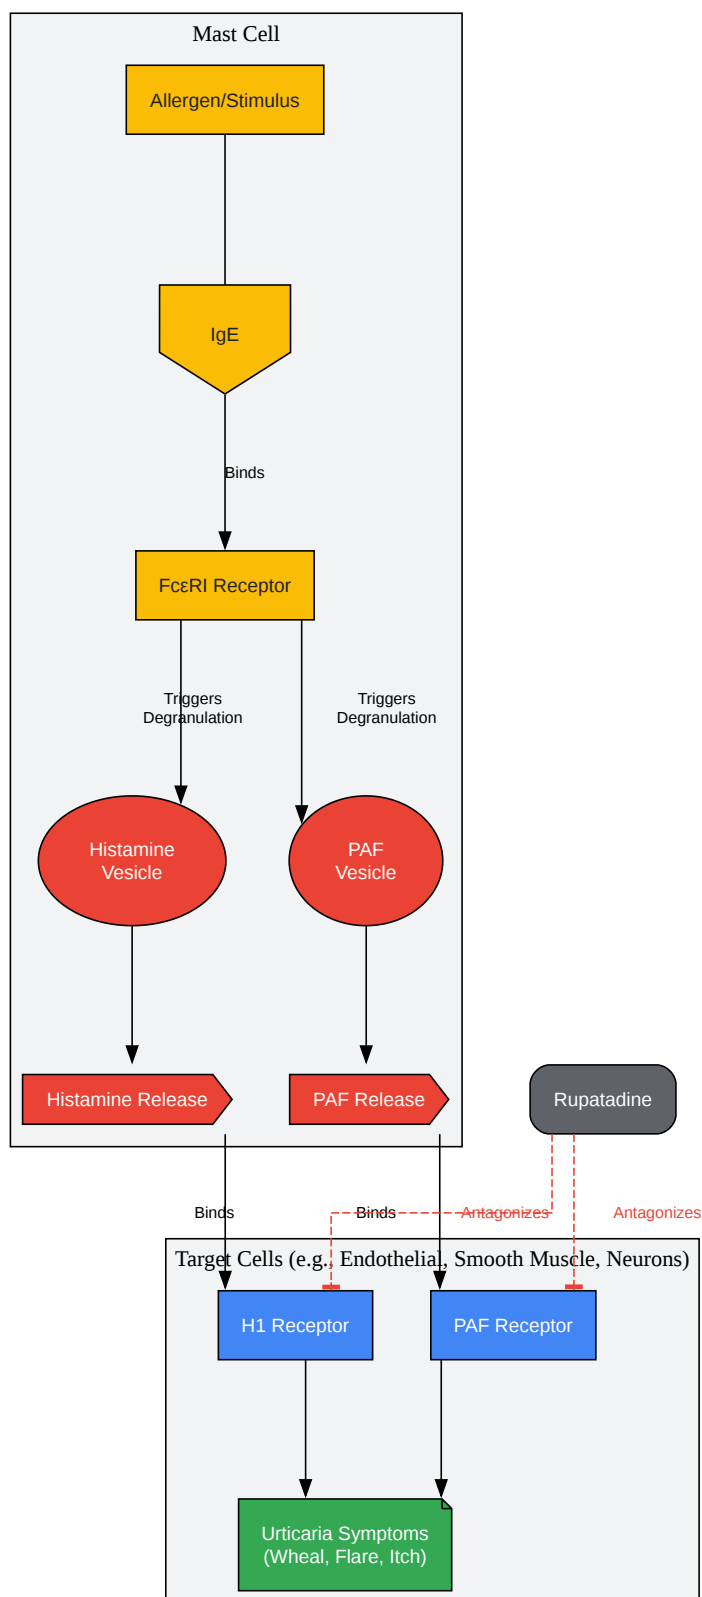 Mast Cell
Allergen/Stimulus
IgE
Binds
FcεRI Receptor
Triggers
Degranulation
Triggers
Degranulation
Histamine
Vesicle
PAF
Vesicle
Histamine Release
PAF Release
Rupatadine
Binds
Binds
Antagonizes
Antagonizes
Target Cells (e.g., Endothelial, Smooth Muscle, Neurons)
H1 Receptor
PAF Receptor
Urticaria Symptoms
(Wheal, Flare, Itch)